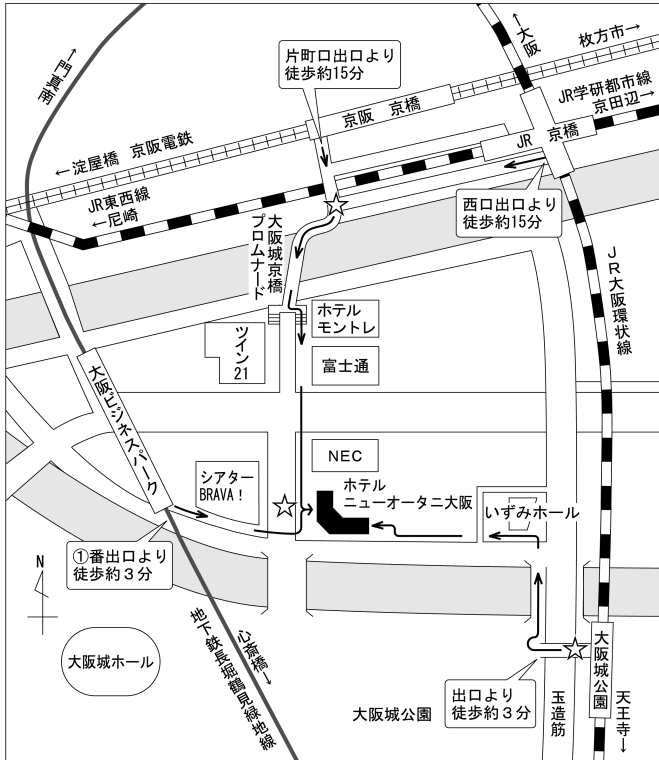 ←門真南
片町口出口より
徒歩約15分
←大阪
枚方市→
京阪 京橋
JR学研都市線
京田辺
←淀屋橋 京阪電鉄
JR 京橋
JR東西線
←尼崎
西口出口より
徒歩約15分
大阪城京橋
プロムナード
JR大阪環状線
ホテル
モントレ
ツイン
21
富士通
大阪ビジネスパーク
NEC
シアター
BRAVA！
ホテル
ニューオータニ大阪
いずみホール
①番出口より
徒歩約３分
N
大阪城ホール
心斎橋→
地下鉄長堀鶴見緑地線
大阪城公園
出口より
徒歩約３分
玉造筋
大阪城公園
天王寺→